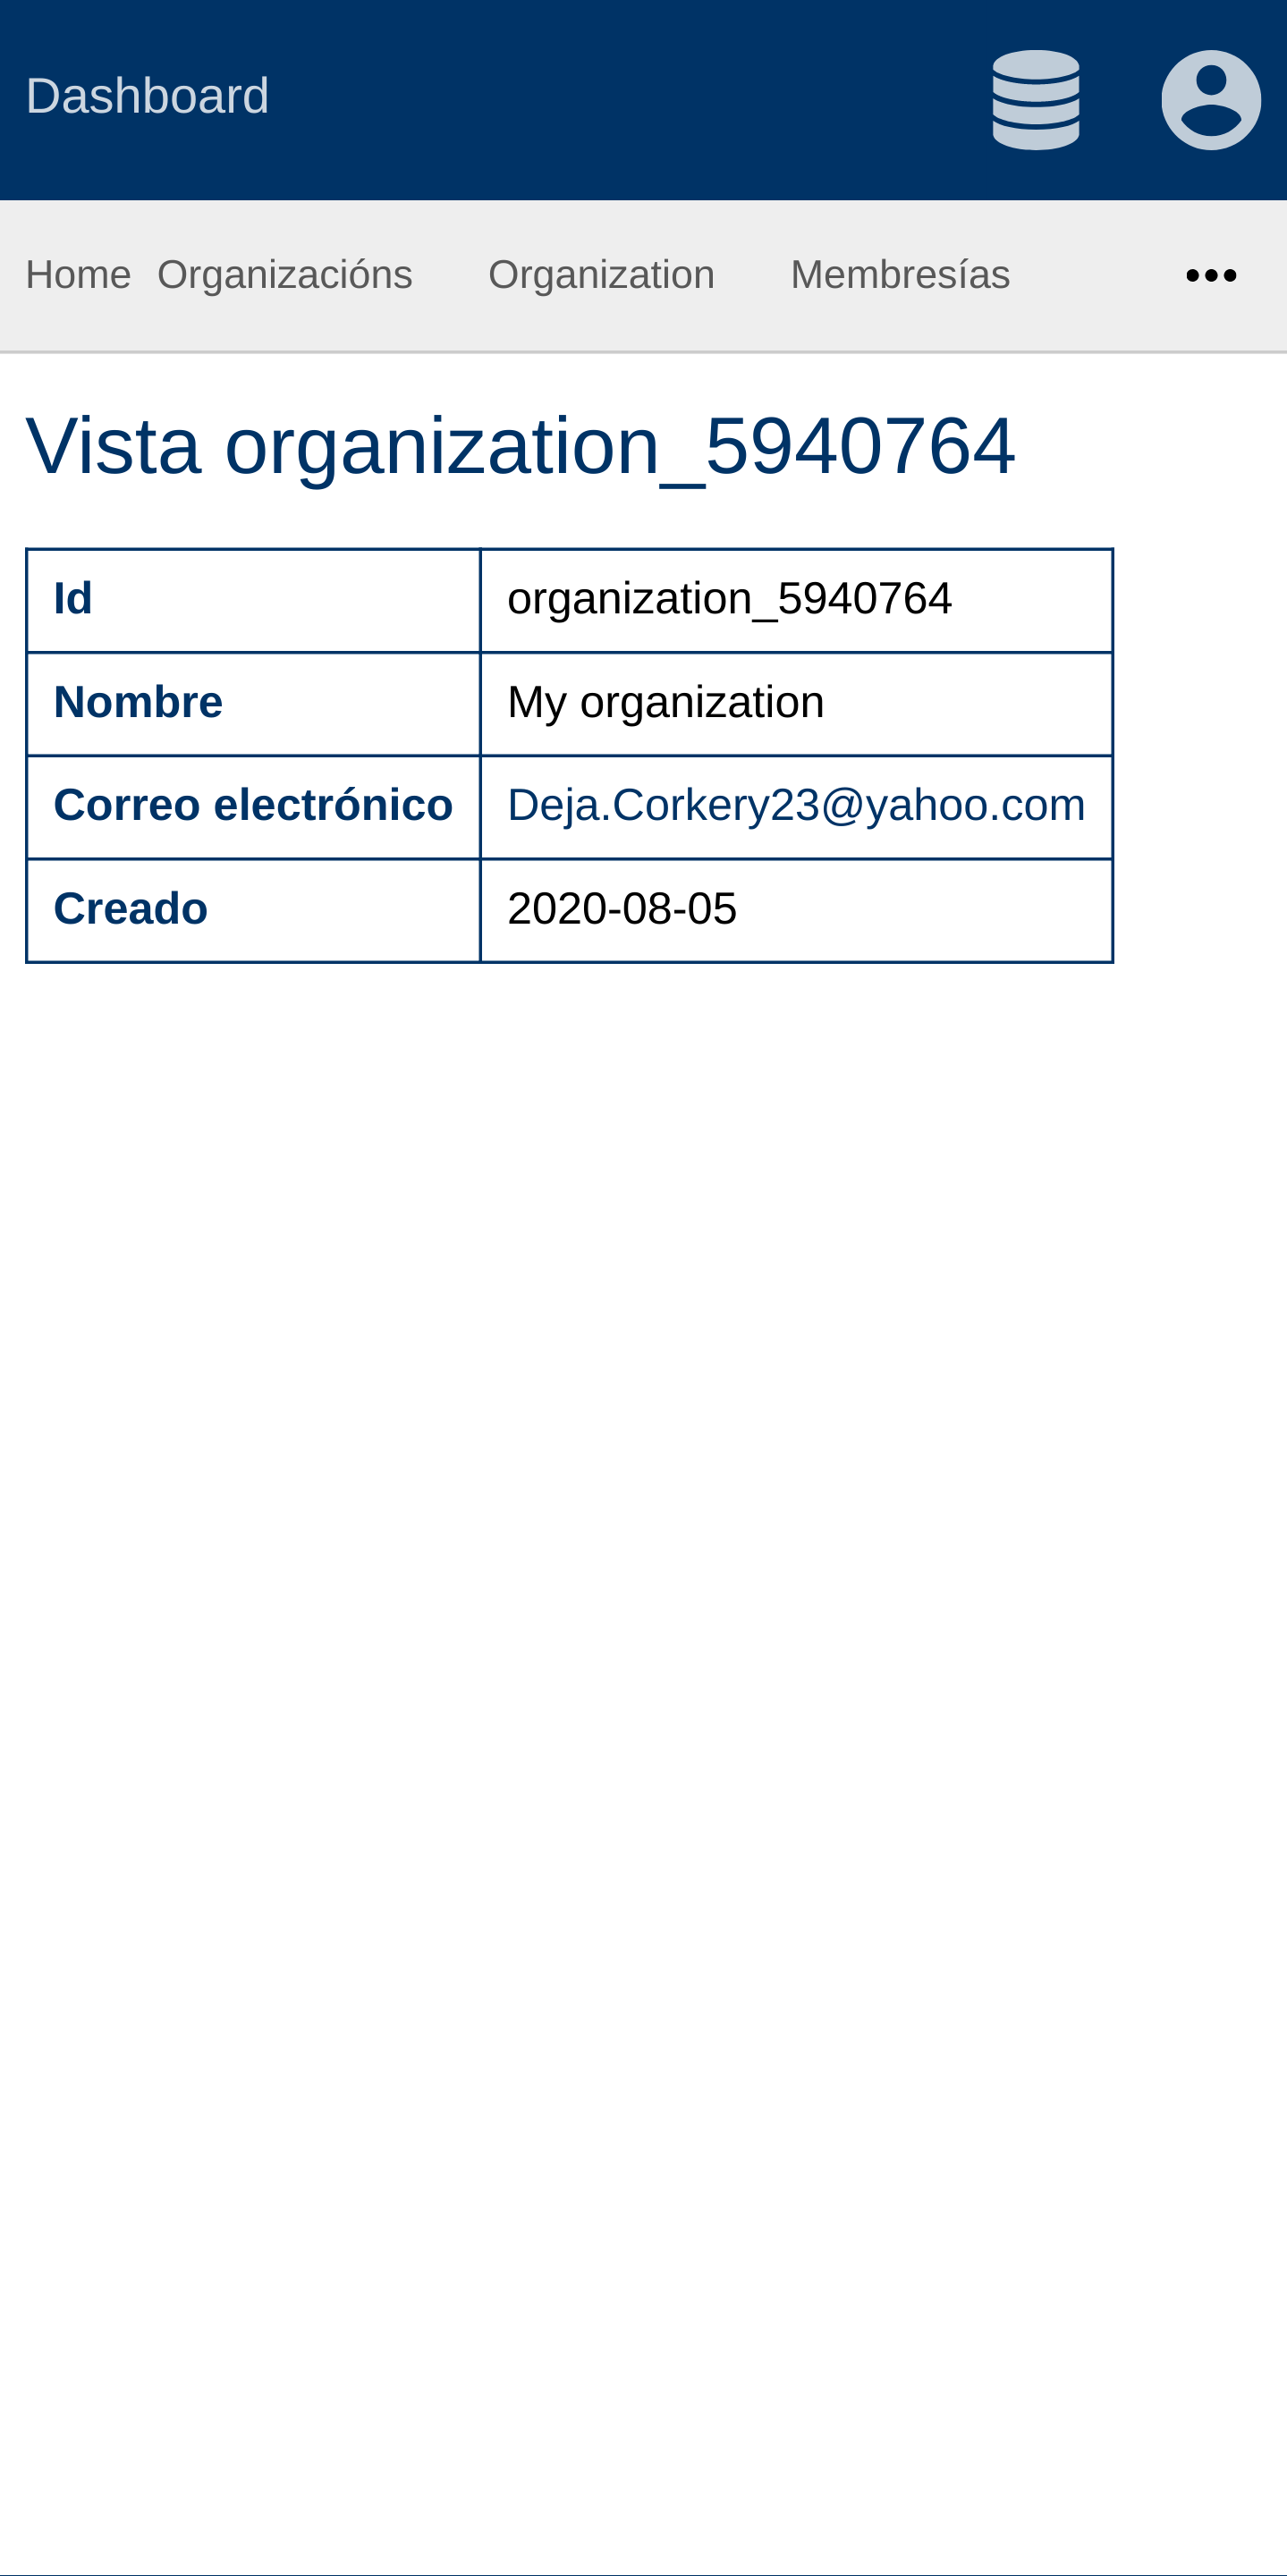 Dashboard
Home Organizacións Organization Membresías
Vista organization_5940764
Id organization_5940764
Nombre My organization
Correo electrónico Deja.Corkery23@yahoo.com
Creado 2020-08-05